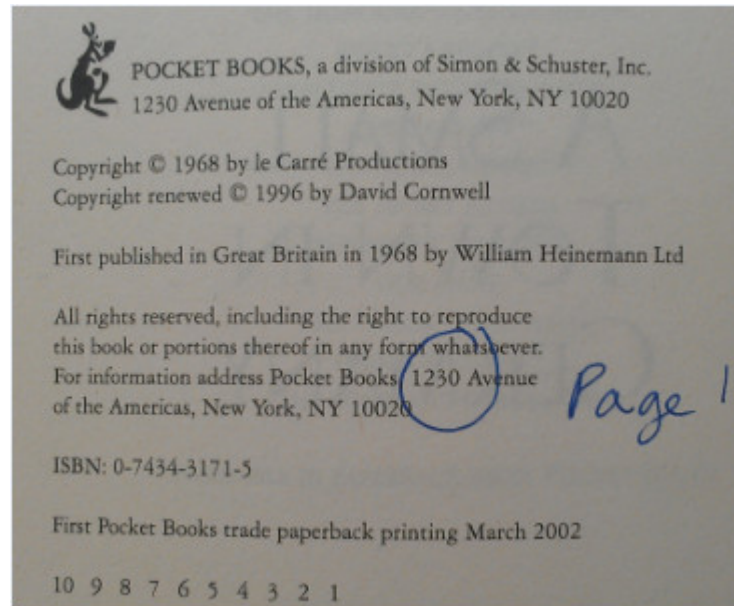 POCKET BOOKS, a division of Simon & Schuster, Inc.
1230 Avenue of the Americas, New York, NY 10020
Copyright © 1968 by le Carré Productions
Copyright renewed © 1996 by David Cornwell
First published in Great Britain in 1968 by William Heinemann Ltd
All rights reserved, including the right to reproduce
this book or portions thereof in any form whatsoever.
For information address Pocket Books, 1230 Avenue
of the Americas, New York, NY 10020
Page 1
ISBN: 0-7434-3171-5
First Pocket Books trade paperback printing March 2002
10 9 8 7 6 5 4 3 2 1